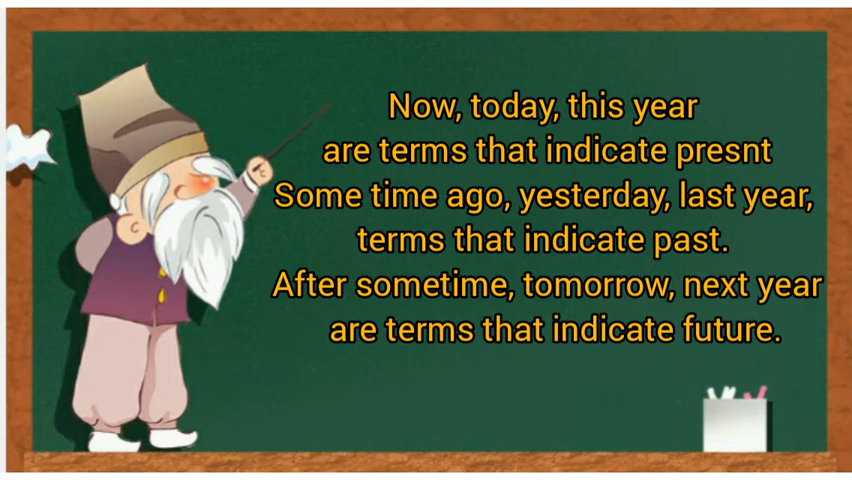 Now, today, this year
are terms that indicate presnt
Some time ago, yesterday, last year,
terms that indicate past.
After sometime, tomorrow, next year
are terms that indicate future.